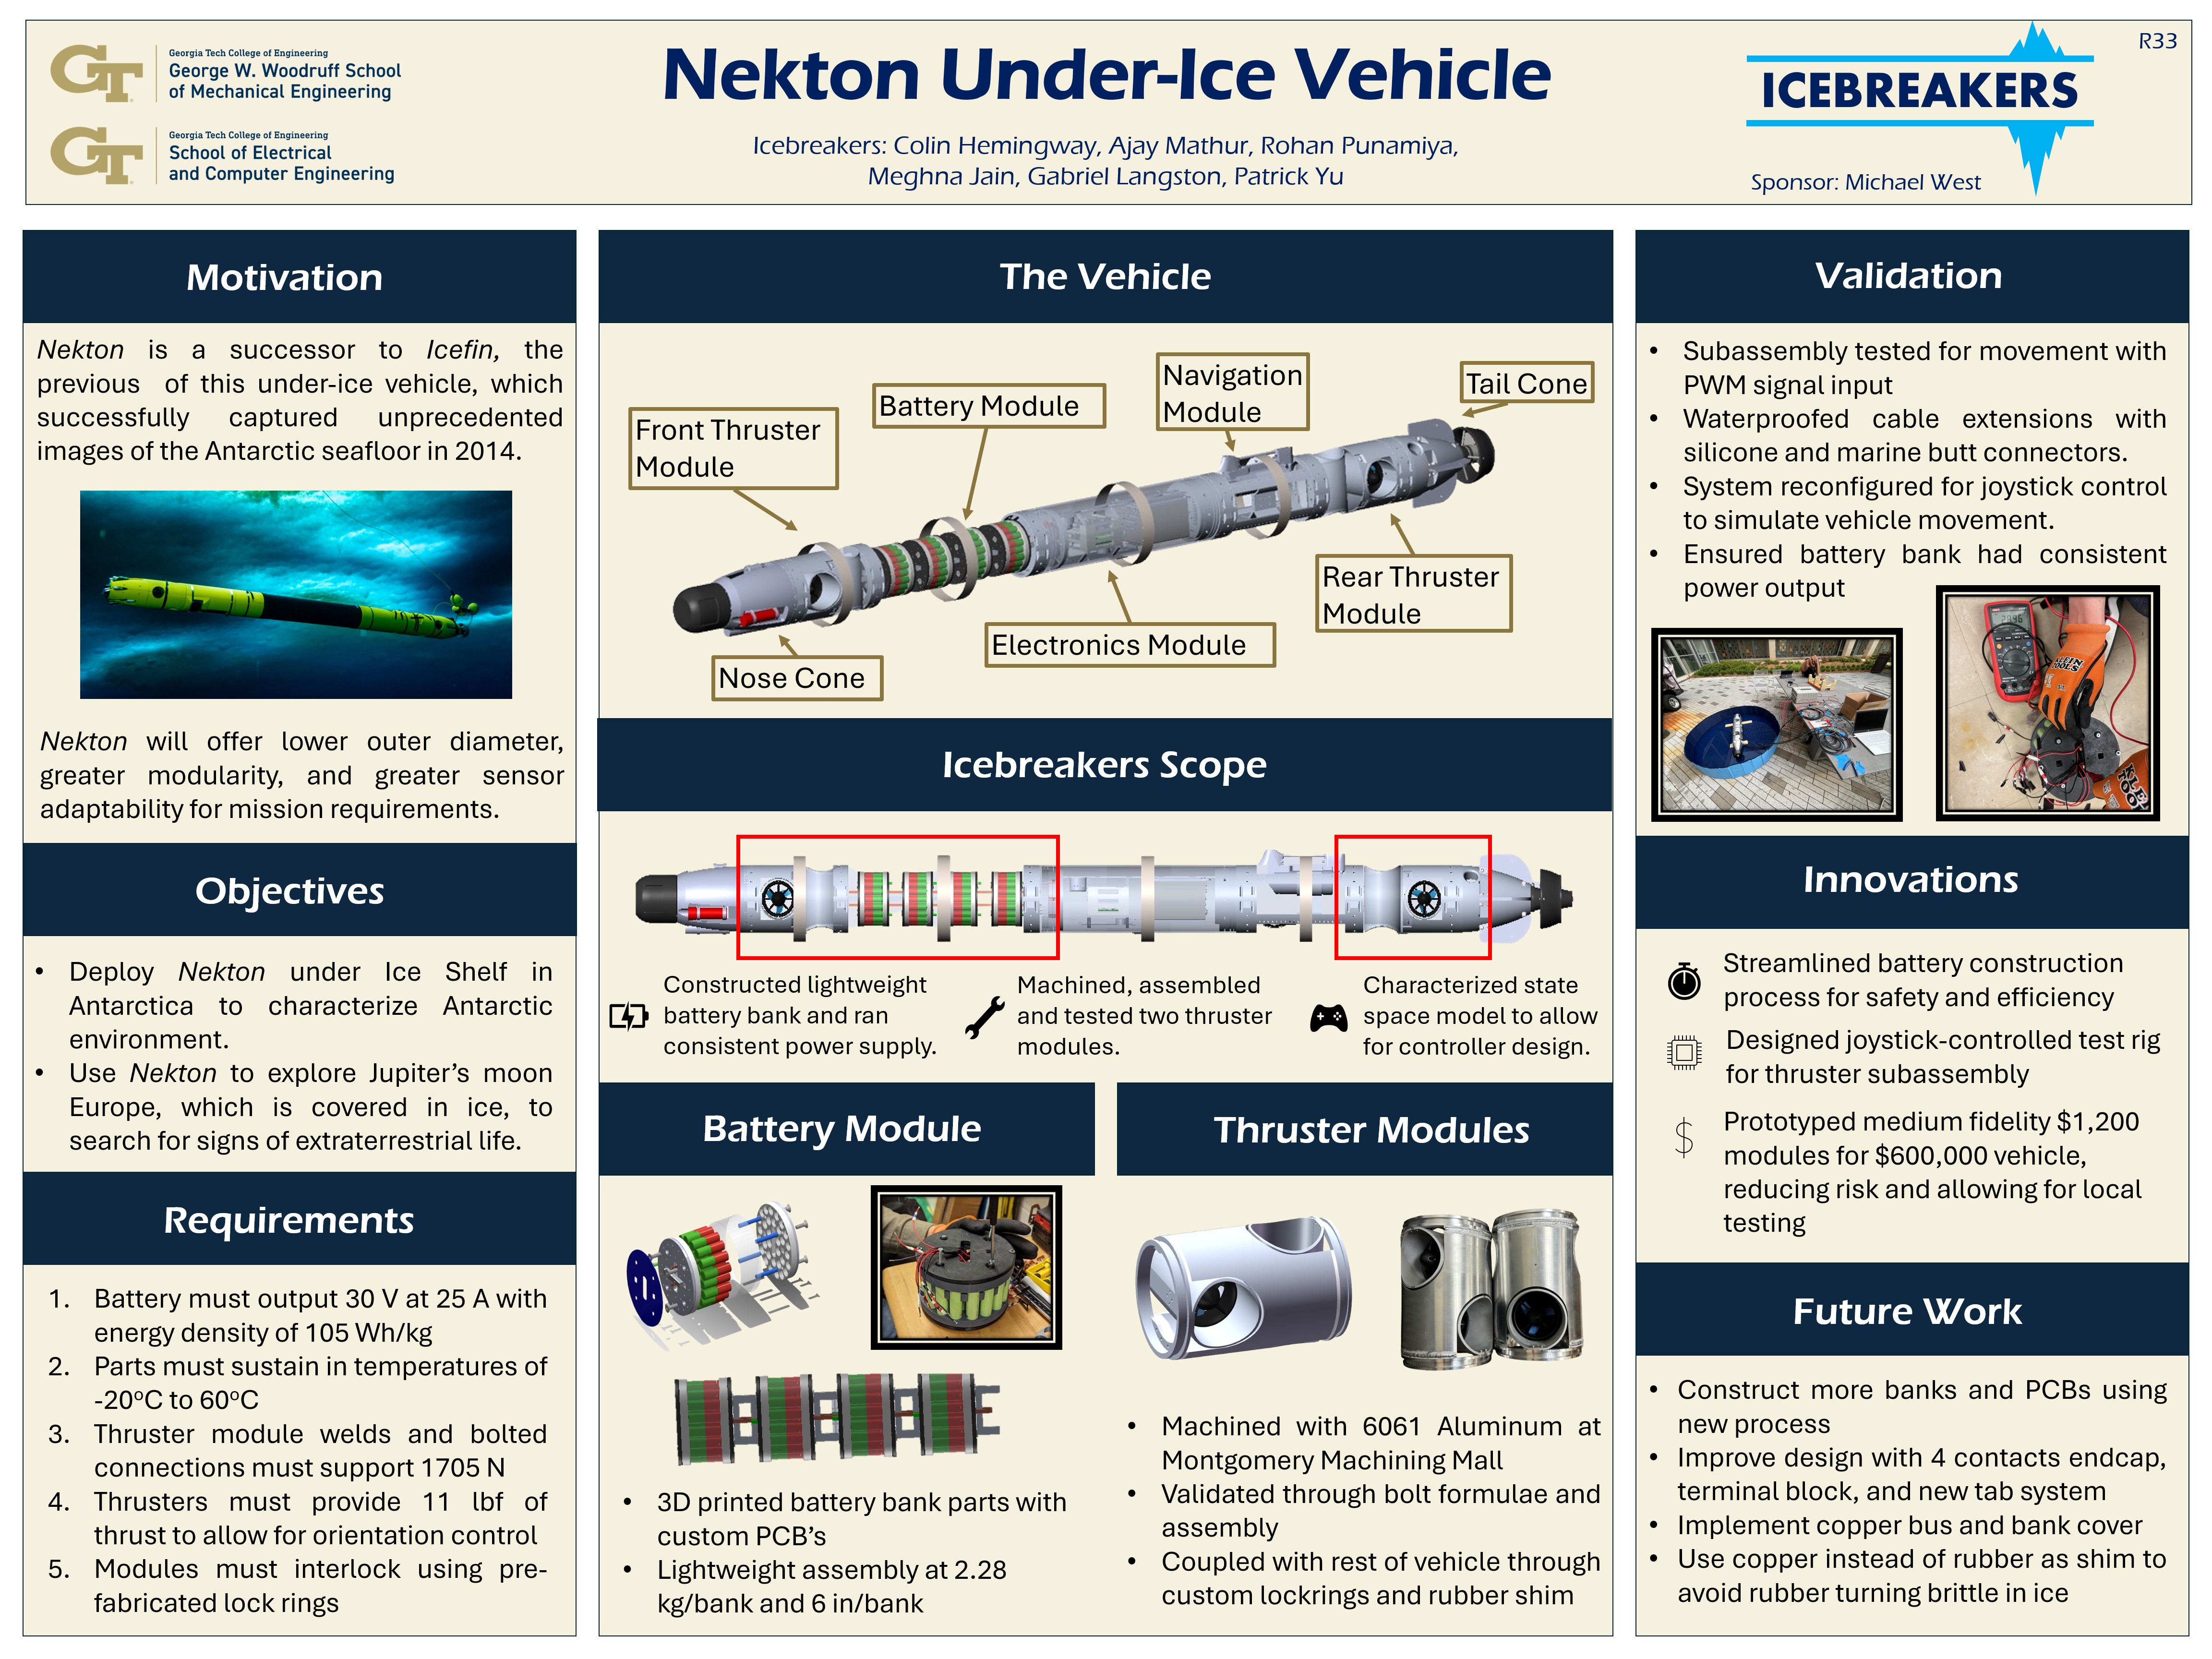 Georgia Tech College of Engineering
George W. Woodruff School
of Mechanical Engineering
Georgia Tech College of Engineering
School of Electrical
and Computer Engineering
Nekton Under-Ice Vehicle
Icebreakers: Colin Hemingway, Ajay Mathur, Rohan Punamiya,
Meghna Jain, Gabriel Langston, Patrick Yu
ICEBREAKERS
Sponsor: Michael West
R33
Motivation
Nekton is a successor to Icefin, the
previous of this under-ice vehicle, which
successfully captured unprecedented
images of the Antarctic seafloor in 2014.
Nekton will offer lower outer diameter,
greater modularity, and greater sensor
adaptability for mission requirements.
Objectives
• Deploy Nekton under Ice Shelf in
Antarctica to characterize Antarctic
environment.
• Use Nekton to explore Jupiter's moon
Europe, which is covered in ice, to
search for signs of extraterrestrial life.
Requirements
1. Battery must output 30 V at 25 A with
energy density of 105 Wh/kg
2. Parts must sustain in temperatures of
-20°C to 60°C
3. Thruster module welds and bolted
connections must support 1705 N
4. Thrusters must provide 11 lbf of
thrust to allow for orientation control
5. Modules must interlock using pre-
fabricated lock rings
The Vehicle
Front Thruster
Module
Battery Module
Navigation
Module
Tail Cone
Nose Cone
Electronics Module
Rear Thruster
Module
Icebreakers Scope
Constructed lightweight
battery bank and ran
consistent power supply.
Machined, assembled
and tested two thruster
modules.
Characterized state
space model to allow
for controller design.
Battery Module
• 3D printed battery bank parts with
custom PCB's
• Lightweight assembly at 2.28
kg/bank and 6 in/bank
Thruster Modules
• Machined with 6061 Aluminum at
Montgomery Machining Mall
• Validated through bolt formulae and
assembly
• Coupled with rest of vehicle through
custom lockrings and rubber shim
Validation
• Subassembly tested for movement with
PWM signal input
• Waterproofed cable extensions with
silicone and marine butt connectors.
• System reconfigured for joystick control
to simulate vehicle movement.
• Ensured battery bank had consistent
power output
KLEIN
TOOLS
Innovations
Streamlined battery construction
process for safety and efficiency
Designed joystick-controlled test rig
for thruster subassembly
$
Prototyped medium fidelity $1,200
modules for $600,000 vehicle,
reducing risk and allowing for local
testing
Future Work
• Construct more banks and PCBs using
new process
• Improve design with 4 contacts endcap,
terminal block, and new tab system
• Implement copper bus and bank cover
• Use copper instead of rubber as shim to
avoid rubber turning brittle in ice